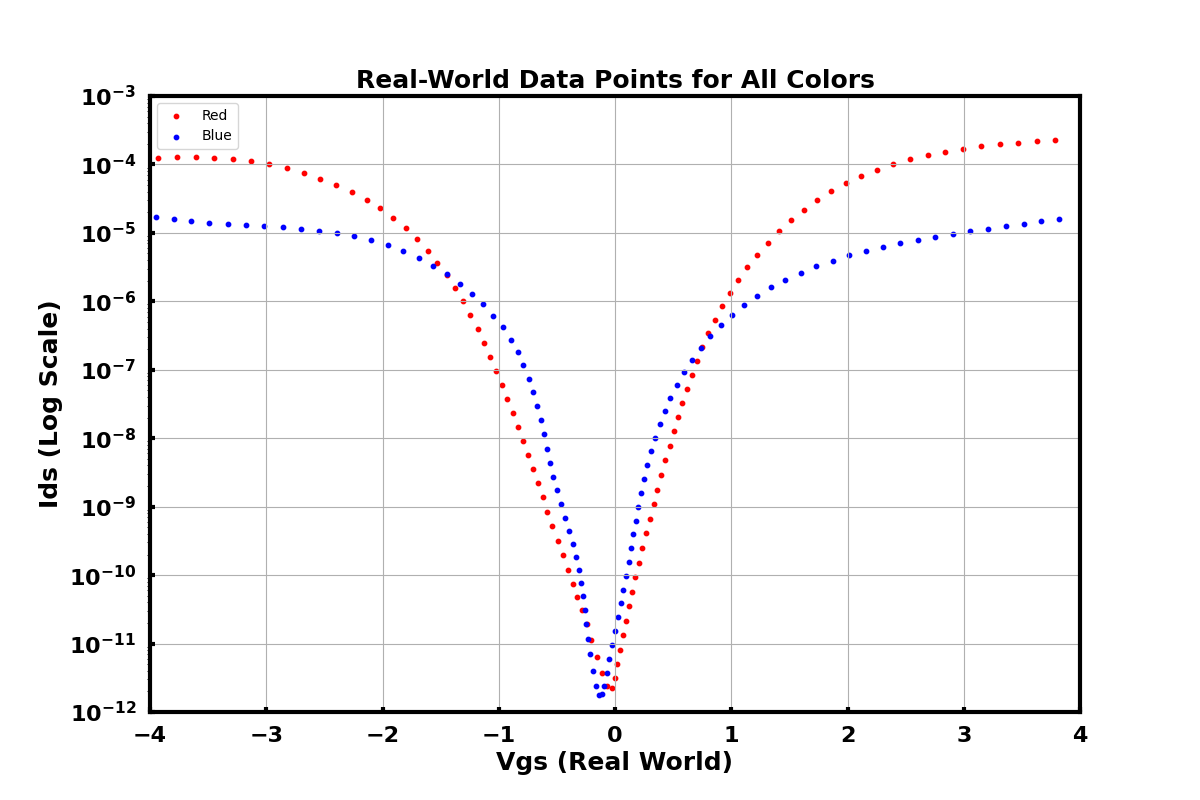 Real-World Data Points for All Colors
Red
Blue
10⁻³
10⁻⁴
10⁻⁵
10⁻⁶
10⁻⁷
10⁻⁸
10⁻⁹
10⁻¹⁰
10⁻¹¹
10⁻¹²
Ids (Log Scale)
−4 −3 −2 −1 0 1 2 3 4
Vgs (Real World)